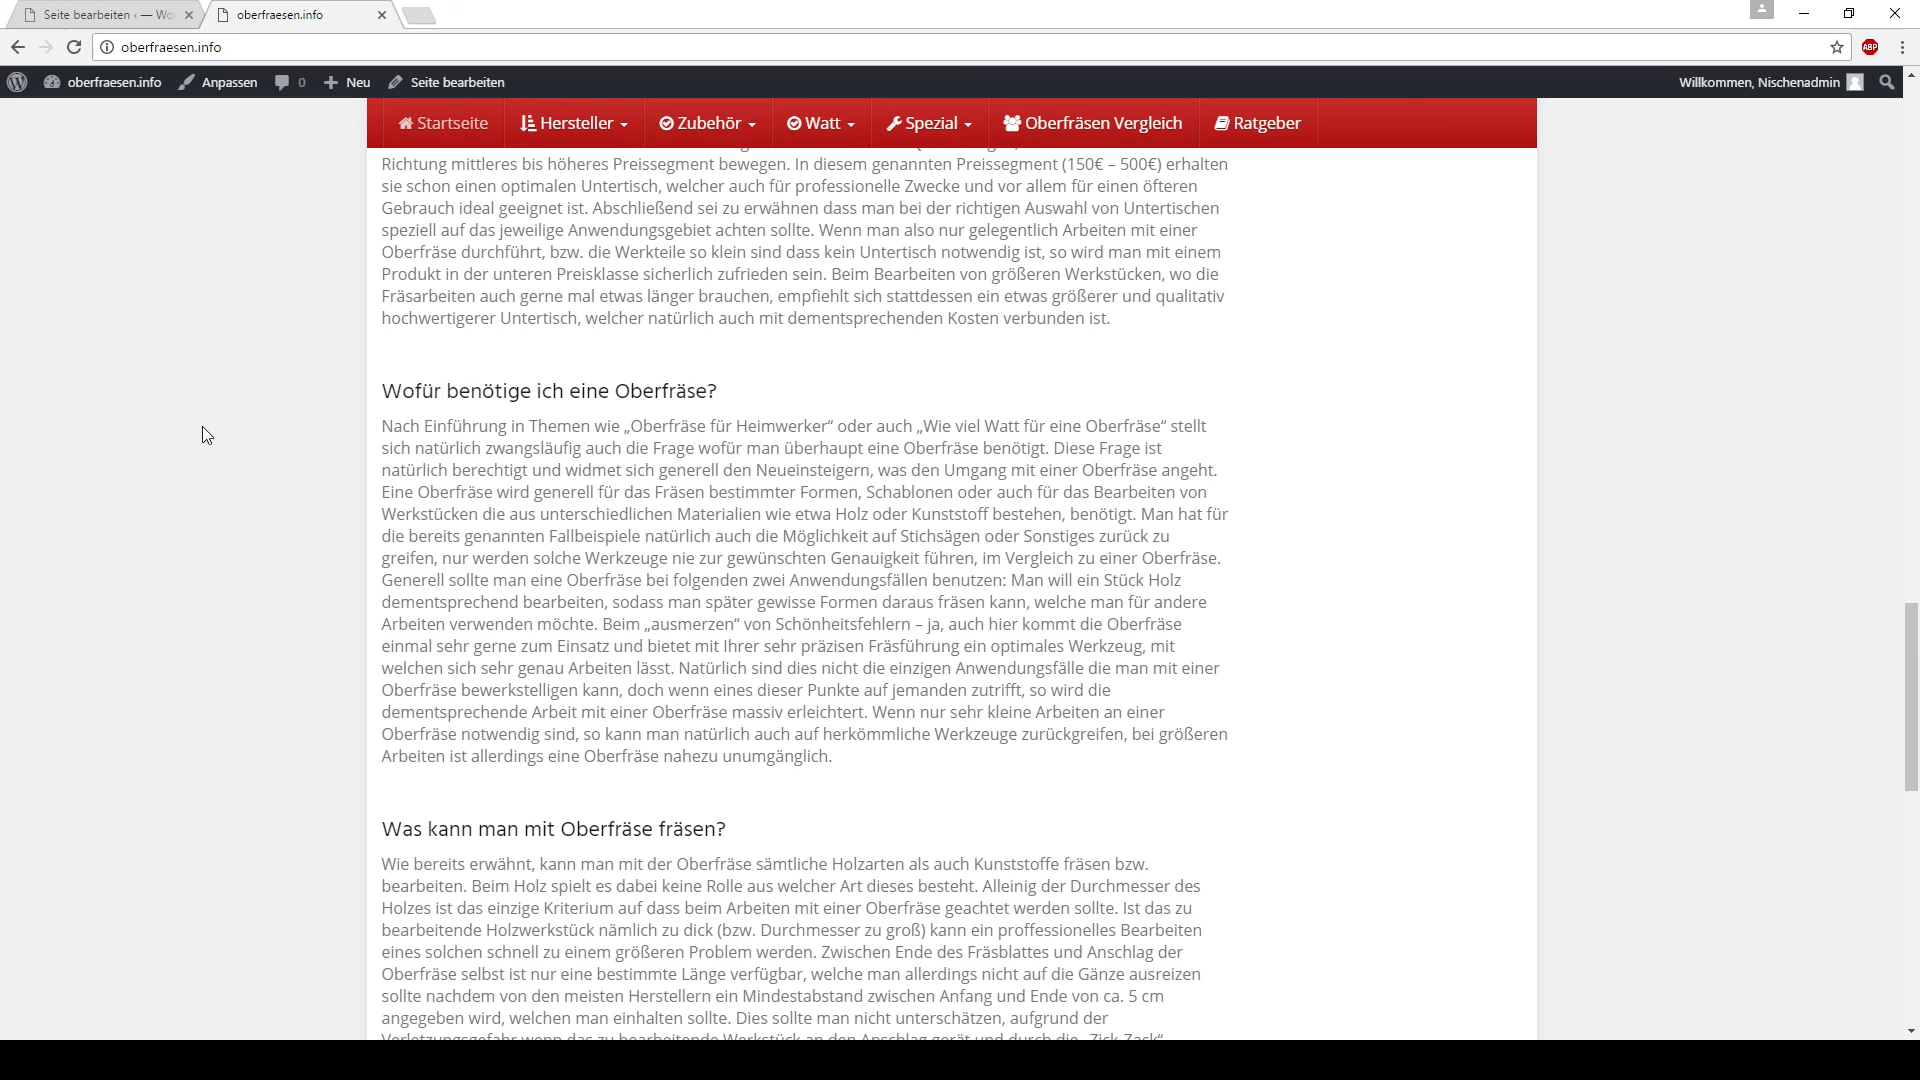 Seite bearbeiten ‹ — Wo
oberfraesen.info
oberfraesen.info
ABP
oberfraesen.info Anpassen 0 Neu Seite bearbeiten Willkommen, Nischenadmin
Startseite Hersteller Zubehör Watt Spezial Oberfräsen Vergleich Ratgeber
Richtung mittleres bis höheres Preissegment bewegen. In diesem genannten Preissegment (150€ – 500€) erhalten
sie schon einen optimalen Untertisch, welcher auch für professionelle Zwecke und vor allem für einen öfteren
Gebrauch ideal geeignet ist. Abschließend sei zu erwähnen dass man bei der richtigen Auswahl von Untertischen
speziell auf das jeweilige Anwendungsgebiet achten sollte. Wenn man also nur gelegentlich Arbeiten mit einer
Oberfräse durchführt, bzw. die Werkteile so klein sind dass kein Untertisch notwendig ist, so wird man mit einem
Produkt in der unteren Preisklasse sicherlich zufrieden sein. Beim Bearbeiten von größeren Werkstücken, wo die
Fräsarbeiten auch gerne mal etwas länger brauchen, empfiehlt sich stattdessen ein etwas größerer und qualitativ
hochwertigerer Untertisch, welcher natürlich auch mit dementsprechenden Kosten verbunden ist.
Wofür benötige ich eine Oberfräse?
Nach Einführung in Themen wie „Oberfräse für Heimwerker“ oder auch „Wie viel Watt für eine Oberfräse“ stellt
sich natürlich zwangsläufig auch die Frage wofür man überhaupt eine Oberfräse benötigt. Diese Frage ist
natürlich berechtigt und widmet sich generell den Neueinsteigern, was den Umgang mit einer Oberfräse angeht.
Eine Oberfräse wird generell für das Fräsen bestimmter Formen, Schablonen oder auch für das Bearbeiten von
Werkstücken die aus unterschiedlichen Materialien wie etwa Holz oder Kunststoff bestehen, benötigt. Man hat für
die bereits genannten Fallbeispiele natürlich auch die Möglichkeit auf Stichsägen oder Sonstiges zurück zu
greifen, nur werden solche Werkzeuge nie zur gewünschten Genauigkeit führen, im Vergleich zu einer Oberfräse.
Generell sollte man eine Oberfräse bei folgenden zwei Anwendungsfällen benutzen: Man will ein Stück Holz
dementsprechend bearbeiten, sodass man später gewisse Formen daraus fräsen kann, welche man für andere
Arbeiten verwenden möchte. Beim „ausmerzen“ von Schönheitsfehlern – ja, auch hier kommt die Oberfräse
einmal sehr gerne zum Einsatz und bietet mit Ihrer sehr präzisen Fräsführung ein optimales Werkzeug, mit
welchen sich sehr genau Arbeiten lässt. Natürlich sind dies nicht die einzigen Anwendungsfälle die man mit einer
Oberfräse bewerkstelligen kann, doch wenn eines dieser Punkte auf jemanden zutrifft, so wird die
dementsprechende Arbeit mit einer Oberfräse massiv erleichtert. Wenn nur sehr kleine Arbeiten an einer
Oberfräse notwendig sind, so kann man natürlich auch auf herkömmliche Werkzeuge zurückgreifen, bei größeren
Arbeiten ist allerdings eine Oberfräse nahezu unumgänglich.
Was kann man mit Oberfräse fräsen?
Wie bereits erwähnt, kann man mit der Oberfräse sämtliche Holzarten als auch Kunststoffe fräsen bzw.
bearbeiten. Beim Holz spielt es dabei keine Rolle aus welcher Art dieses besteht. Alleinig der Durchmesser des
Holzes ist das einzige Kriterium auf dass beim Arbeiten mit einer Oberfräse geachtet werden sollte. Ist das zu
bearbeitende Holzwerkstück nämlich zu dick (bzw. Durchmesser zu groß) kann ein proffessionelles Bearbeiten
eines solchen schnell zu einem größeren Problem werden. Zwischen Ende des Fräsblattes und Anschlag der
Oberfräse selbst ist nur eine bestimmte Länge verfügbar, welche man allerdings nicht auf die Gänze ausreizen
sollte nachdem von den meisten Herstellern ein Mindestabstand zwischen Anfang und Ende von ca. 5 cm
angegeben wird, welchen man einhalten sollte. Dies sollte man nicht unterschätzen, aufgrund der
Verletzungsgefahr wenn das zu bearbeitende Werkstück an den Anschlag gerät und durch die „Zick-Zack“